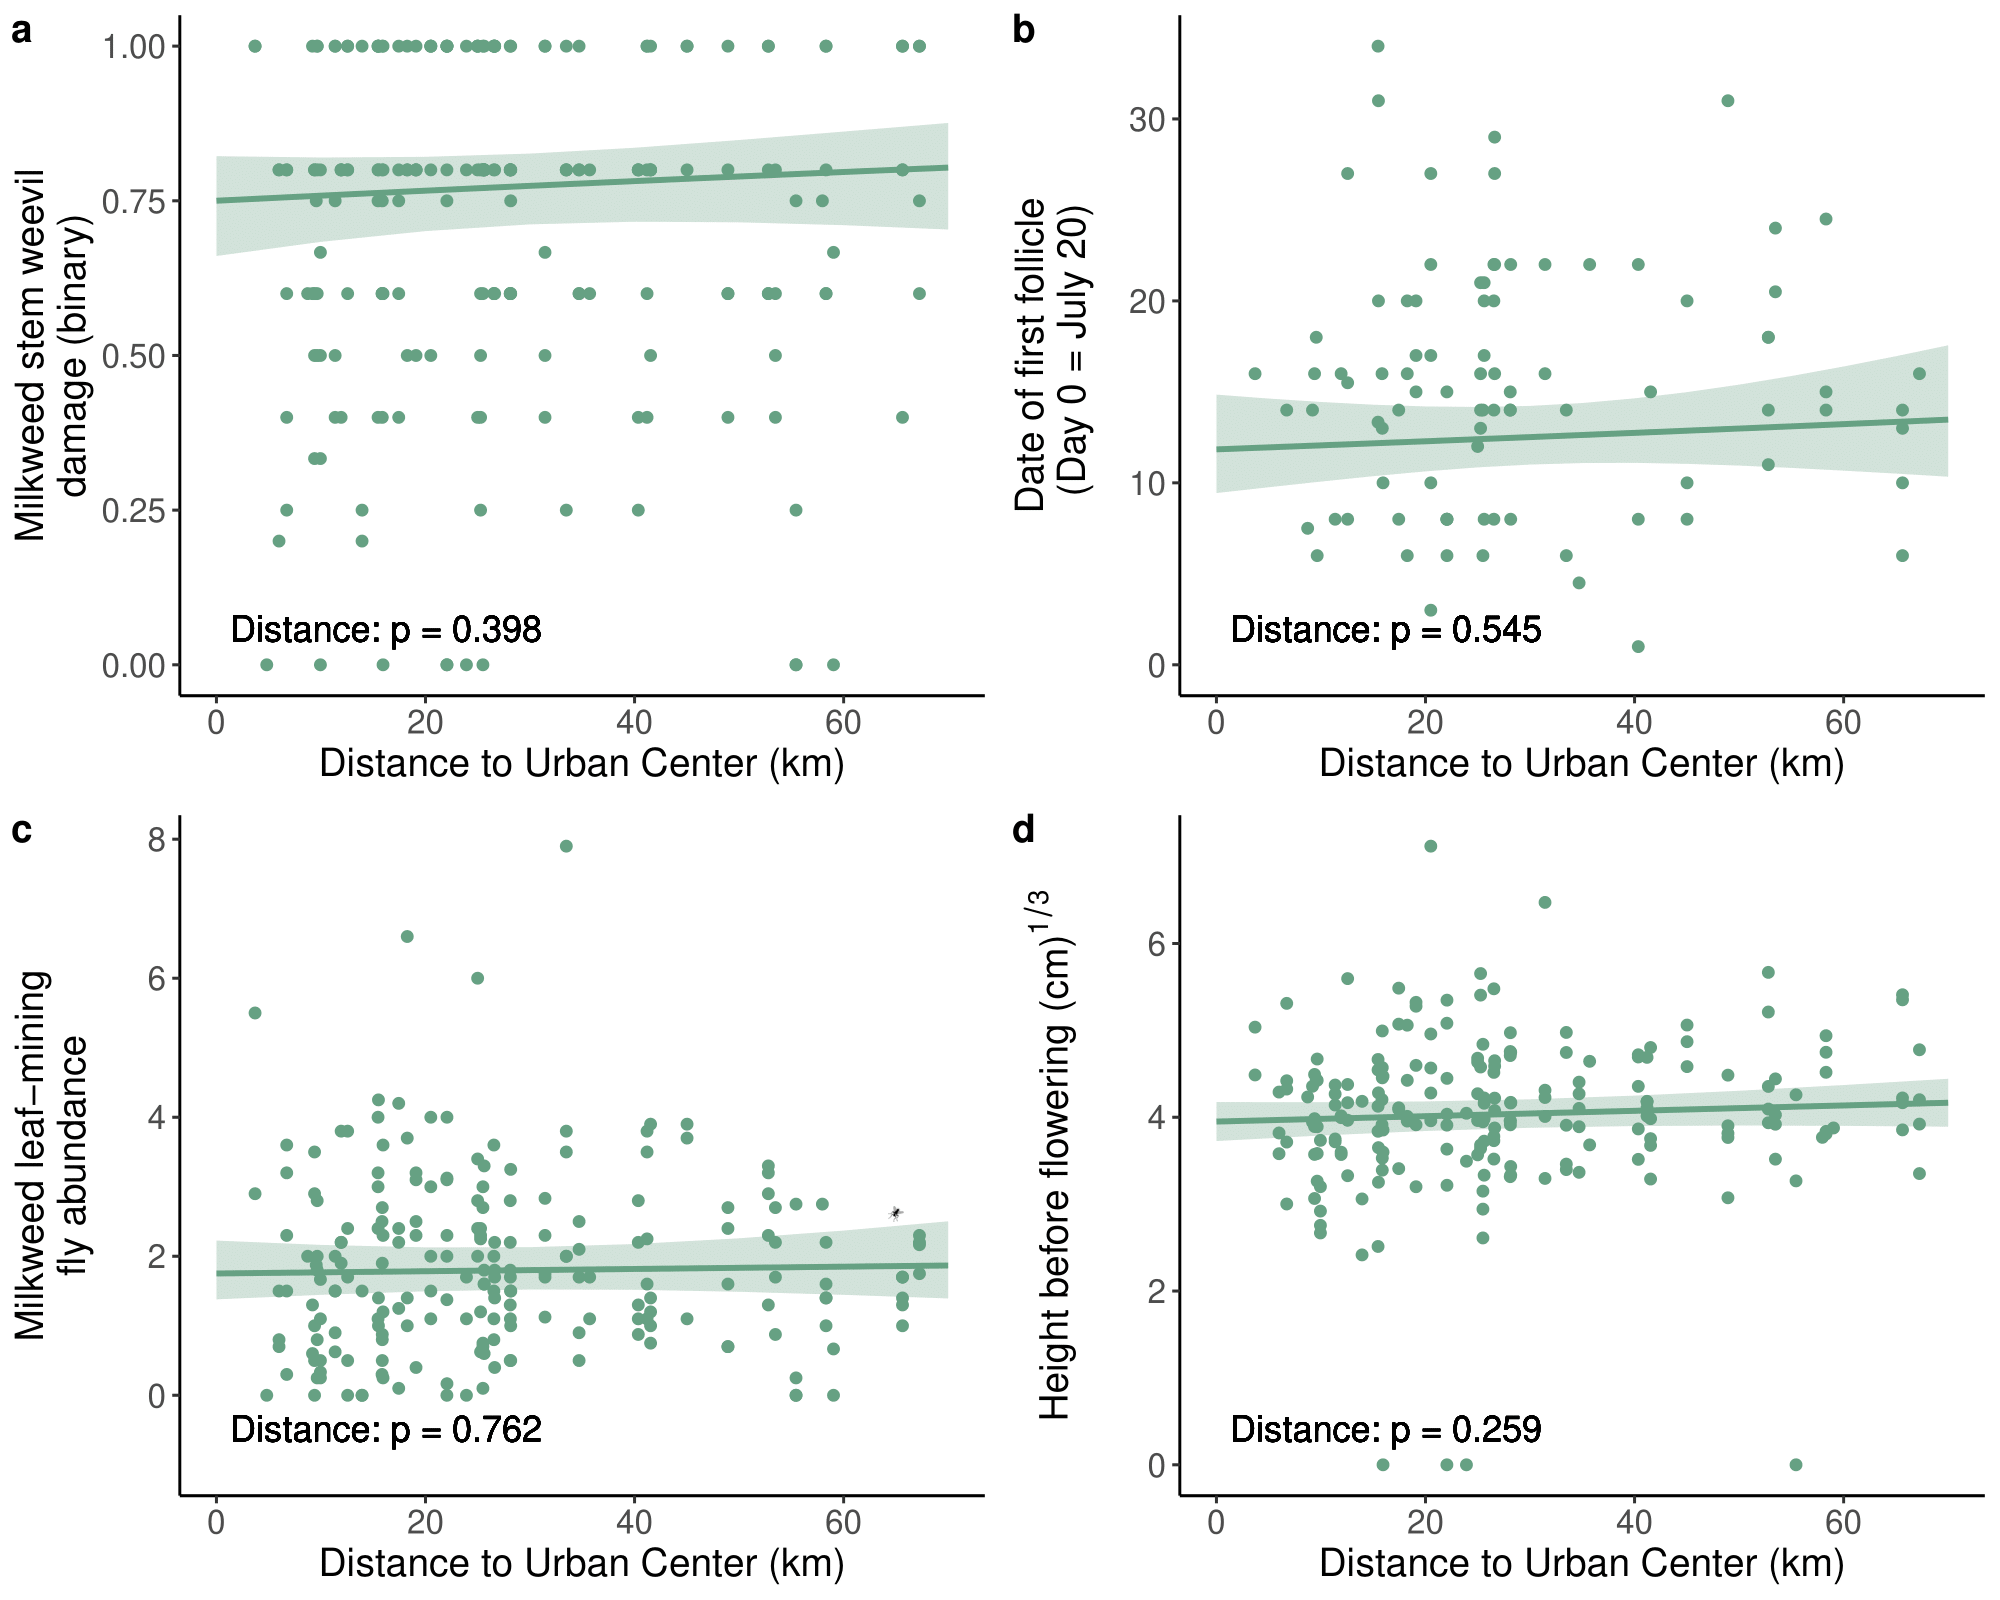 a
1.00
0.75
0.50
0.25
0.00
Milkweed stem weevil
damage (binary)
Distance: p = 0.398
0 20 40 60
Distance to Urban Center (km)
b
30
20
10
0
Date of first follicle
(Day 0 = July 20)
Distance: p = 0.545
0 20 40 60
Distance to Urban Center (km)
c
8
6
4
2
0
Milkweed leaf−mining
fly abundance
Distance: p = 0.762
0 20 40 60
Distance to Urban Center (km)
d
6
4
2
0
Height before flowering (cm)^1/3
Distance: p = 0.259
0 20 40 60
Distance to Urban Center (km)